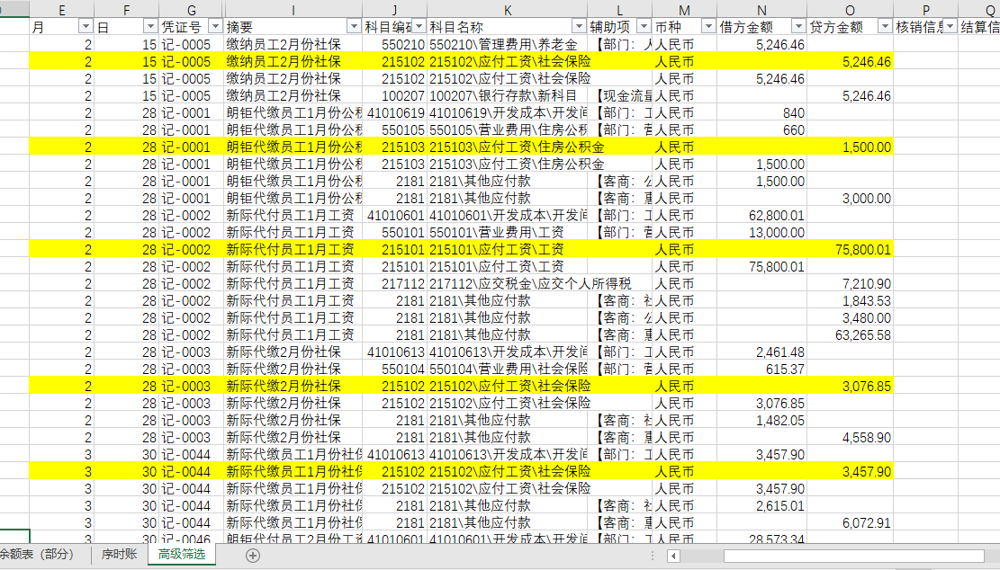 E F G I J K L M N O P Q
月 日 凭证号 摘要 科目编码 科目名称 辅助项 币种 借方金额 贷方金额 核销信息 结算信
2 15 记-0005 缴纳员工2月份社保 550210 550210\管理费用\养老金 【部门：人 人民币 5,246.46
2 15 记-0005 缴纳员工2月份社保 215102 215102\应付工资\社会保险 人民币 5,246.46
2 15 记-0005 缴纳员工2月份社保 215102 215102\应付工资\社会保险 人民币 5,246.46
2 15 记-0005 缴纳员工2月份社保 100207 100207\银行存款\新科目 【现金流量 人民币 5,246.46
2 28 记-0001 朗钜代缴员工1月份公积 41010619 41010619\开发成本\开发间 【部门：工 人民币 840
2 28 记-0001 朗钜代缴员工1月份公积 550105 550105\营业费用\住房公积 【部门：营 人民币 660
2 28 记-0001 朗钜代缴员工1月份公积 215103 215103\应付工资\住房公积金 人民币 1,500.00
2 28 记-0001 朗钜代缴员工1月份公积 215103 215103\应付工资\住房公积金 人民币 1,500.00
2 28 记-0001 朗钜代缴员工1月份公积 2181 2181\其他应付款 【客商：公 人民币 1,500.00
2 28 记-0001 朗钜代缴员工1月份公积 2181 2181\其他应付款 【客商：惠 人民币 3,000.00
2 28 记-0002 新际代付员工1月工资 41010601 41010601\开发成本\开发间 【部门：工 人民币 62,800.01
2 28 记-0002 新际代付员工1月工资 550101 550101\营业费用\工资 【部门：营 人民币 13,000.00
2 28 记-0002 新际代付员工1月工资 215101 215101\应付工资\工资 人民币 75,800.01
2 28 记-0002 新际代付员工1月工资 215101 215101\应付工资\工资 人民币 75,800.01
2 28 记-0002 新际代付员工1月工资 217112 217112\应交税金\应交个人所得税 人民币 7,210.90
2 28 记-0002 新际代付员工1月工资 2181 2181\其他应付款 【客商：社 人民币 1,843.53
2 28 记-0002 新际代付员工1月工资 2181 2181\其他应付款 【客商：公 人民币 3,480.00
2 28 记-0002 新际代付员工1月工资 2181 2181\其他应付款 【客商：惠 人民币 63,265.58
2 28 记-0003 新际代缴2月份社保 41010613 41010613\开发成本\开发间 【部门：工 人民币 2,461.48
2 28 记-0003 新际代缴2月份社保 550104 550104\营业费用\社会保险 【部门：营 人民币 615.37
2 28 记-0003 新际代缴2月份社保 215102 215102\应付工资\社会保险 人民币 3,076.85
2 28 记-0003 新际代缴2月份社保 215102 215102\应付工资\社会保险 人民币 3,076.85
2 28 记-0003 新际代缴2月份社保 2181 2181\其他应付款 【客商：社 人民币 1,482.05
2 28 记-0003 新际代缴2月份社保 2181 2181\其他应付款 【客商：惠 人民币 4,558.90
3 30 记-0044 新际代缴员工1月份社保 41010613 41010613\开发成本\开发间 【部门：工 人民币 3,457.90
3 30 记-0044 新际代缴员工1月份社保 215102 215102\应付工资\社会保险 人民币 3,457.90
3 30 记-0044 新际代缴员工1月份社保 215102 215102\应付工资\社会保险 人民币 3,457.90
3 30 记-0044 新际代缴员工1月份社保 2181 2181\其他应付款 【客商：社 人民币 2,615.01
3 30 记-0044 新际代缴员工1月份社保 2181 2181\其他应付款 【客商：惠 人民币 6,072.91
3 30 记-0046 朗钜代付员工2月份工资 41010601 41010601\开发成本\开发间 【部门：工 人民币 28,573.34
余额表（部分） 序时账 高级筛选